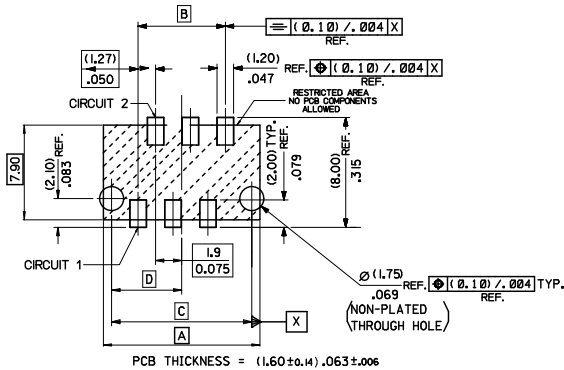 B
⌯ (0.10)/.004 X
REF.
(1.27)
.050
(1.20)
.047
REF. ⌖ (0.10)/.004 X
REF.
CIRCUIT 2
RESTRICTED AREA
NO PCB COMPONENTS
ALLOWED
7.90
(2.10) REF.
.083
(2.00) TYP.
.079 REF.
(8.00) REF.
.315
1.9
0.075
CIRCUIT 1
D
C
A
X
⌀ (1.75)
.069
REF. ⌖ (0.10)/.004 TYP.
REF.
(NON-PLATED
THROUGH HOLE)
PCB THICKNESS = (1.60±0.14).063±.006